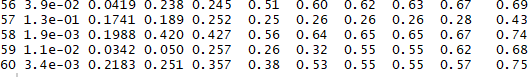 56 3.9e-02 0.0419 0.238 0.245 0.51 0.60 0.62 0.63 0.67 0.69
57 1.3e-01 0.1741 0.189 0.252 0.25 0.26 0.26 0.26 0.28 0.43
58 1.9e-03 0.1988 0.420 0.427 0.56 0.64 0.65 0.65 0.67 0.74
59 1.1e-02 0.0342 0.050 0.257 0.26 0.32 0.55 0.55 0.62 0.68
60 3.4e-03 0.2183 0.251 0.357 0.38 0.53 0.55 0.55 0.57 0.75